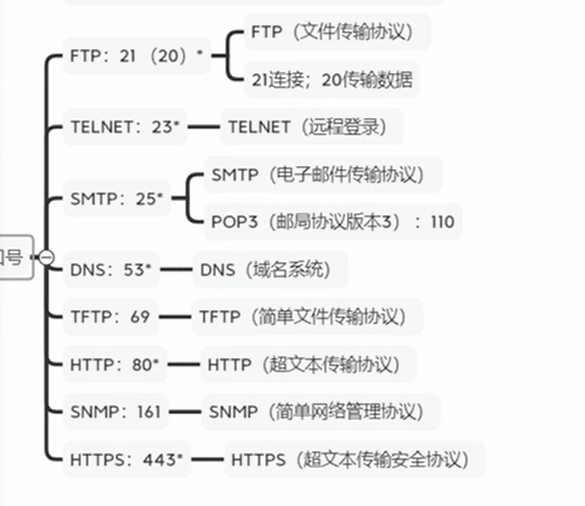 FTP：21 （20）*
FTP（文件传输协议）
21连接；20传输数据
TELNET：23*
TELNET（远程登录）
SMTP：25*
SMTP（电子邮件传输协议）
POP3（邮局协议版本3）：110
号
DNS：53*
DNS（域名系统）
TFTP：69
TFTP（简单文件传输协议）
HTTP：80*
HTTP（超文本传输协议）
SNMP：161
SNMP（简单网络管理协议）
HTTPS：443*
HTTPS（超文本传输安全协议）